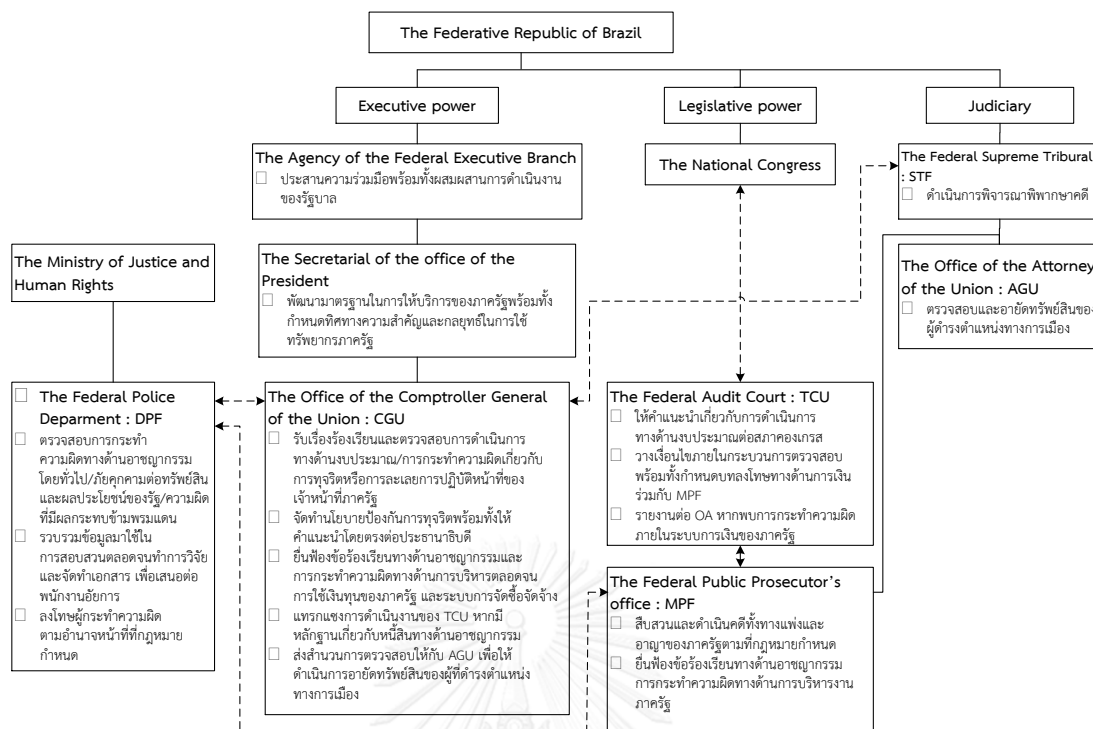 The Federative Republic of Brazil
Executive power
Legislative power
Judiciary
The Agency of the Federal Executive Branch
ประสานความร่วมมือพร้อมทั้งผสมผสานการดำเนินงาน
ของรัฐบาล
The National Congress
The Federal Supreme Tribural
: STF
ดำเนินการพิจารณาพิพากษาคดี
The Ministry of Justice and
Human Rights
The Secretarial of the office of the
President
พัฒนามาตรฐานในการให้บริการของภาครัฐพร้อมทั้ง
กำหนดทิศทางความสำคัญและกลยุทธ์ในการใช้
ทรัพยากรภาครัฐ
The Office of the Attorney
of the Union : AGU
ตรวจสอบและอายัดทรัพย์สินของ
ผู้ดำรงตำแหน่งทางการเมือง
The Federal Police
Deparment : DPF
ตรวจสอบการกระทำ
ความผิดทางด้านอาชญากรรม
โดยทั่วไป/ภัยคุกคามต่อทรัพย์สิน
และผลประโยชน์ของรัฐ/ความผิด
ที่มีผลกระทบข้ามพรมแดน
รวบรวมข้อมูลมาใช้ใน
การสอบสวนตลอดจนทำการวิจัย
และจัดทำเอกสาร เพื่อเสนอต่อ
พนักงานอัยการ
ลงโทษผู้กระทำความผิด
ตามอำนาจหน้าที่ที่กฎหมาย
กำหนด
The Office of the Comptroller General
of the Union : CGU
รับเรื่องร้องเรียนและตรวจสอบการดำเนินการ
ทางด้านงบประมาณ/การกระทำความผิดเกี่ยวกับ
การทุจริตหรือการละเลยการปฏิบัติหน้าที่ของ
เจ้าหน้าที่ภาครัฐ
จัดทำนโยบายป้องกันการทุจริตพร้อมทั้งให้
คำแนะนำโดยตรงต่อประธานาธิบดี
ยื่นฟ้องข้อร้องเรียนทางด้านอาชญากรรมและ
การกระทำความผิดทางด้านการบริหารตลอดจน
การใช้เงินทุนของภาครัฐ และระบบการจัดซื้อจัดจ้าง
แทรกแซงการดำเนินงานของ TCU หากมี
หลักฐานเกี่ยวกับหนี้สินทางด้านอาชญากรรม
ส่งสำนวนการตรวจสอบให้กับ AGU เพื่อให้
ดำเนินการอายัดทรัพย์สินของผู้ที่ดำรงตำแหน่ง
ทางการเมือง
The Federal Audit Court : TCU
ให้คำแนะนำเกี่ยวกับการดำเนินการ
ทางด้านงบประมาณต่อสภาคองเกรส
วางเงื่อนไขภายในกระบวนการตรวจสอบ
พร้อมทั้งกำหนดบทลงโทษทางด้านการเงิน
ร่วมกับ MPF
รายงานต่อ OA หากพบการกระทำความผิด
ภายในระบบการเงินของภาครัฐ
The Federal Public Prosecutor's
office : MPF
สืบสวนและดำเนินคดีทั้งทางแพ่งและ
อาญาของภาครัฐตามที่กฎหมายกำหนด
ยื่นฟ้องข้อร้องเรียนทางด้านอาชญากรรม
การกระทำความผิดทางด้านการบริหารงาน
ภาครัฐ